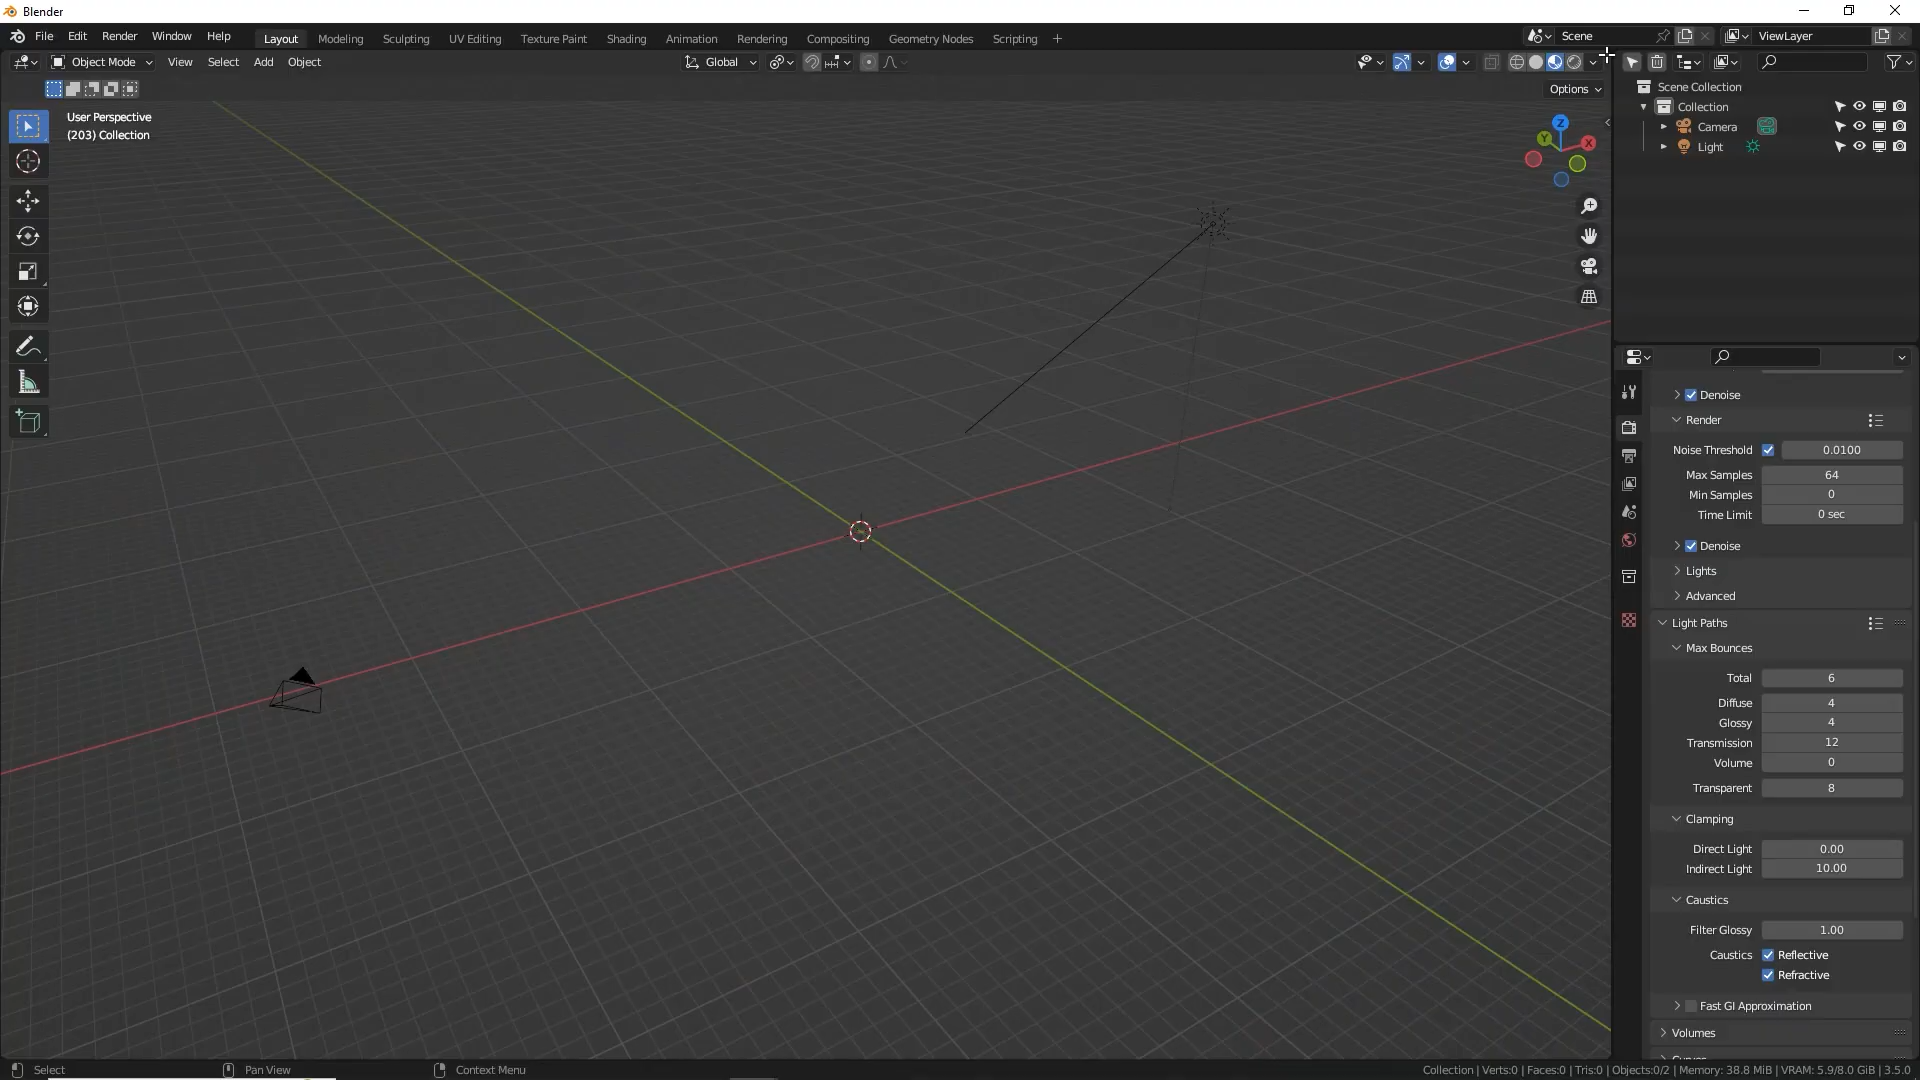 Blender
File Edit Render Window Help
Layout Modeling Sculpting UV Editing Texture Paint Shading Animation Rendering Compositing Geometry Nodes Scripting +
Scene
ViewLayer
Object Mode View Select Add Object
Global
Options
User Perspective
(203) Collection
Z
Y
X
Scene Collection
Collection
Camera
Light
Denoise
Render
Noise Threshold 0.0100
Max Samples 64
Min Samples 0
Time Limit 0 sec
Denoise
Lights
Advanced
Light Paths
Max Bounces
Total 6
Diffuse 4
Glossy 4
Transmission 12
Volume 0
Transparent 8
Clamping
Direct Light 0.00
Indirect Light 10.00
Caustics
Filter Glossy 1.00
Caustics Reflective
Refractive
Fast GI Approximation
Volumes
Select
Pan View
Context Menu
Collection | Verts:0 | Faces:0 | Tris:0 | Objects:0/2 | Memory: 38.8 MiB | VRAM: 5.9/8.0 GiB | 3.5.0